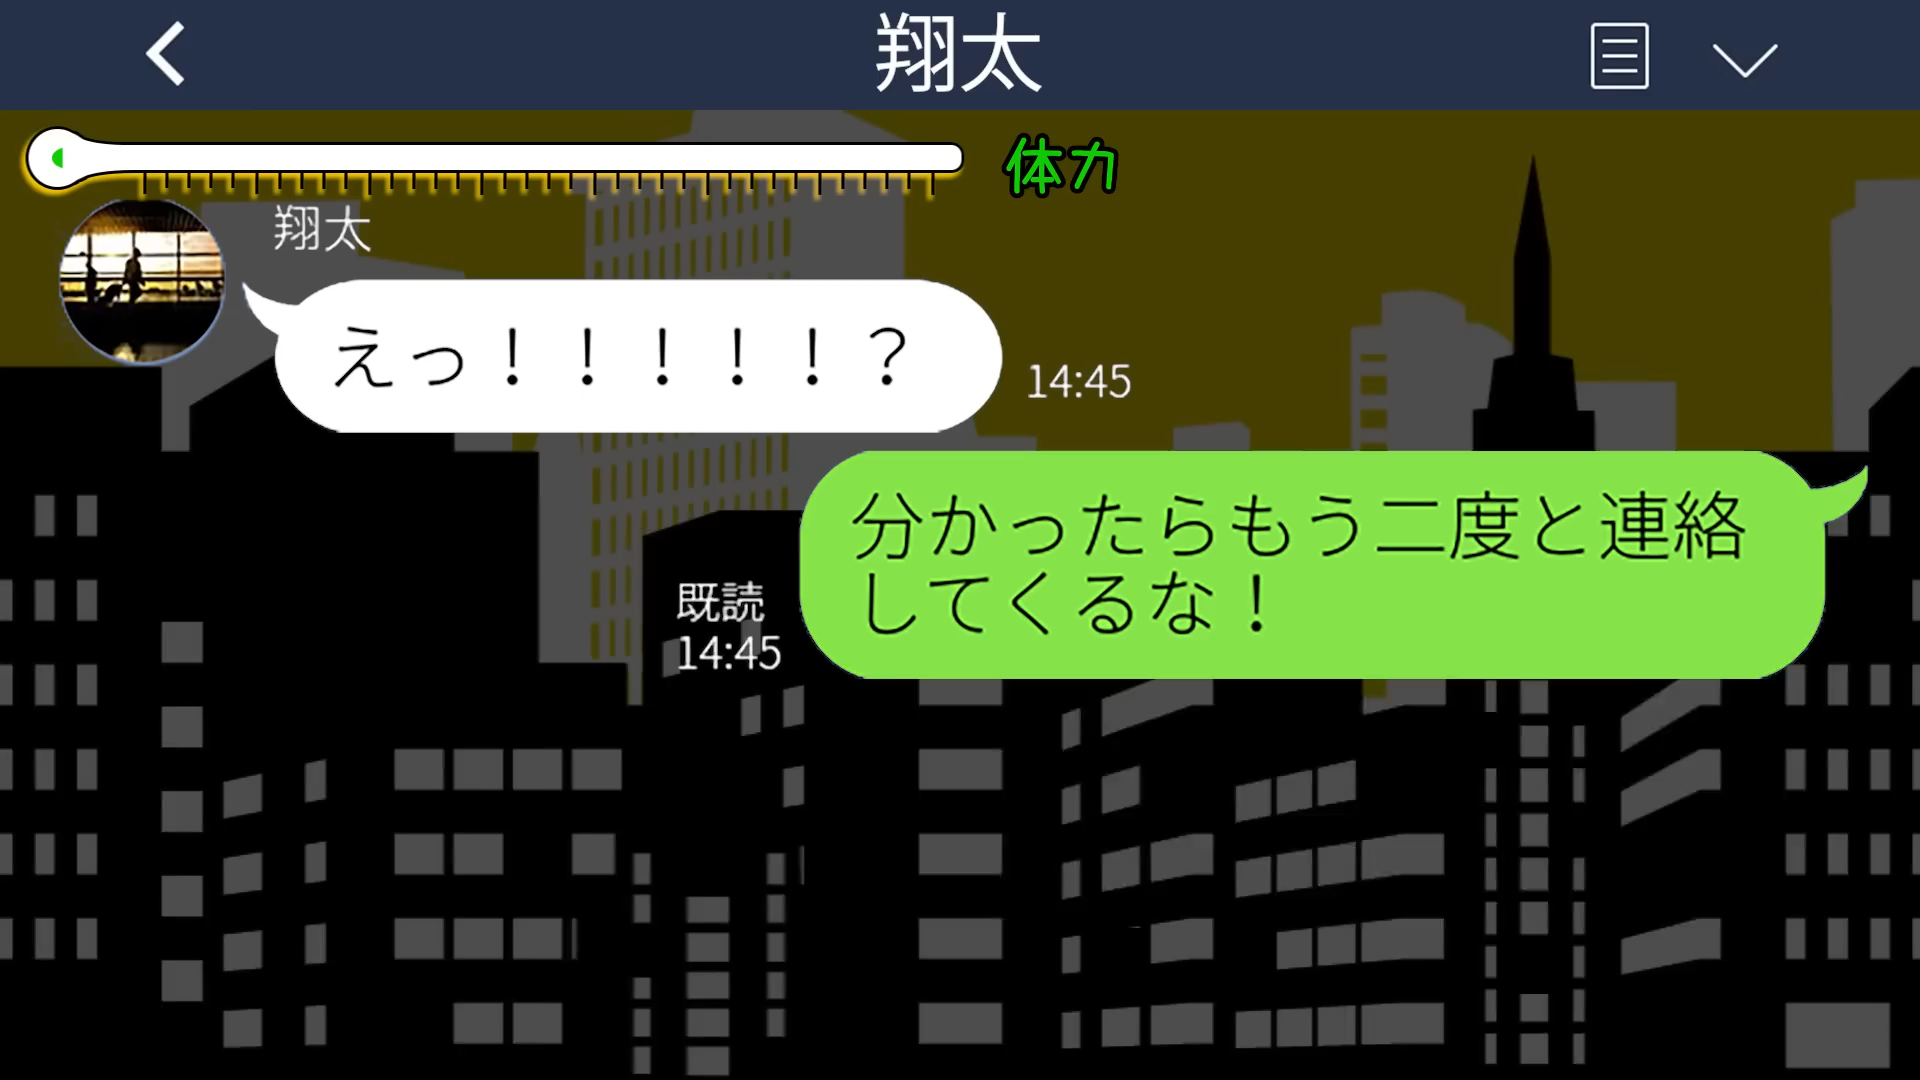 翔太
体力
翔太
えっ！！！！！？
14:45
分かったらもう二度と連絡
してくるな！
既読
14:45